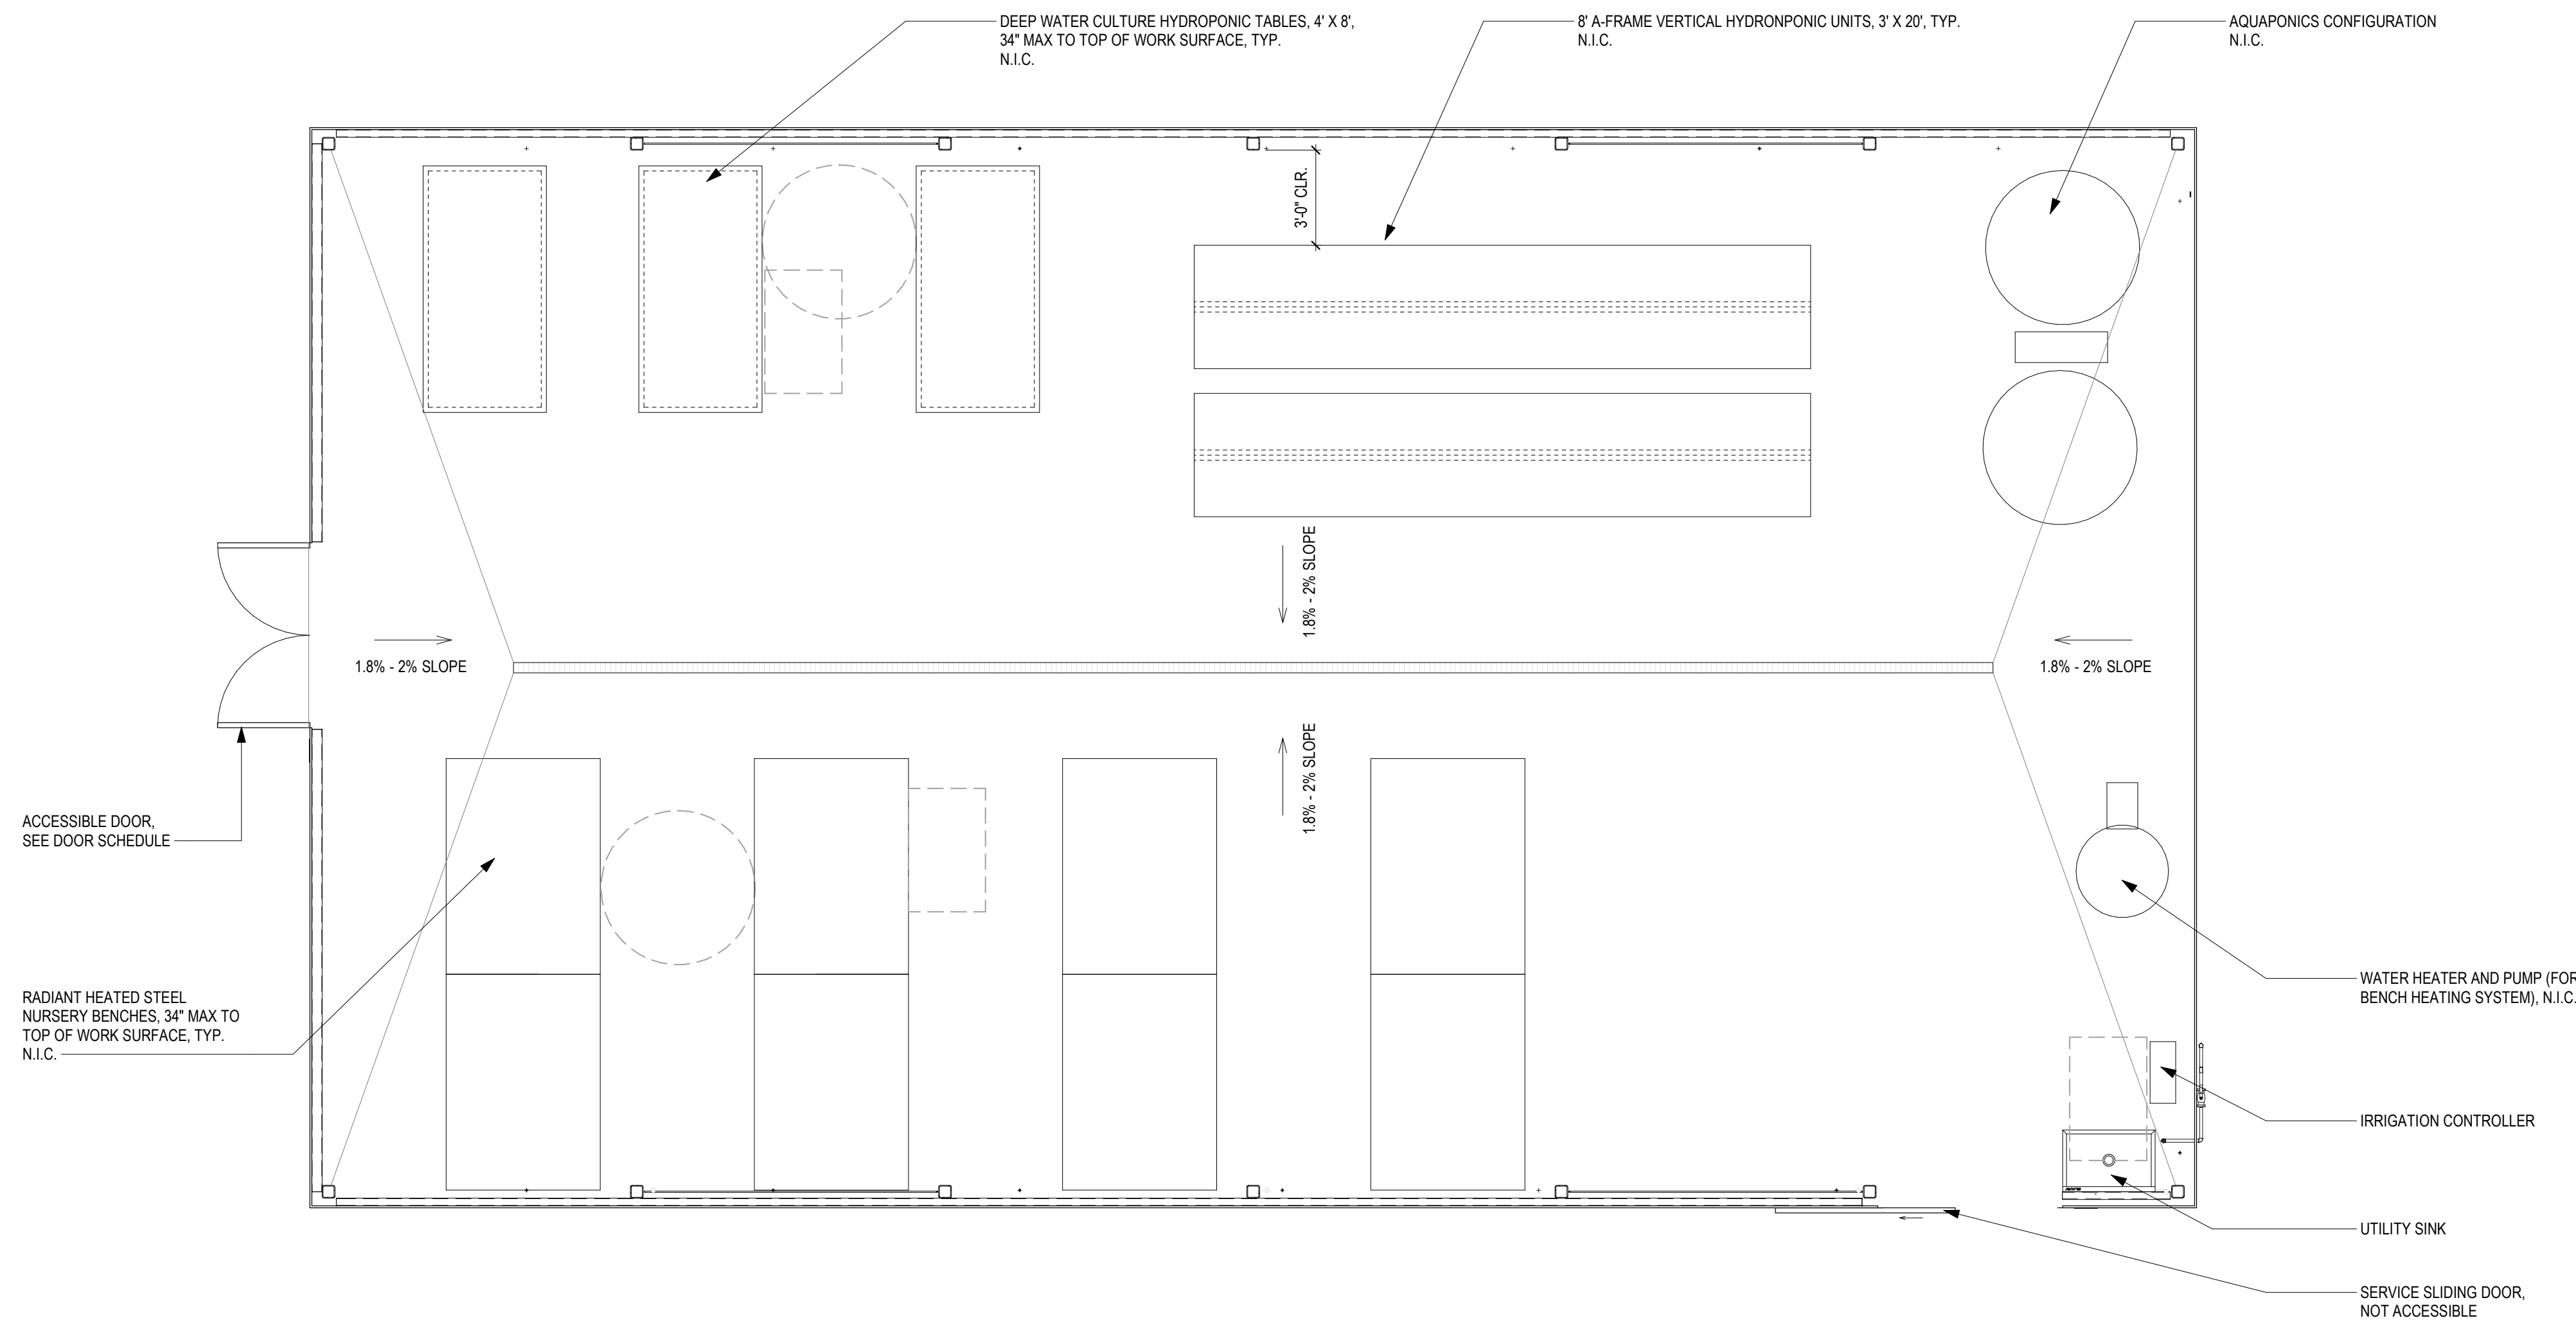 DEEP WATER CULTURE HYDROPONIC TABLES, 4' X 8',
34" MAX TO TOP OF WORK SURFACE, TYP.
N.I.C.
8' A-FRAME VERTICAL HYDRONPONIC UNITS, 3' X 20', TYP.
N.I.C.
AQUAPONICS CONFIGURATION
N.I.C.
3'-0" CLR.
1.8% - 2% SLOPE
1.8% - 2% SLOPE
1.8% - 2% SLOPE
1.8% - 2% SLOPE
ACCESSIBLE DOOR,
SEE DOOR SCHEDULE
RADIANT HEATED STEEL
NURSERY BENCHES, 34" MAX TO
TOP OF WORK SURFACE, TYP.
N.I.C.
WATER HEATER AND PUMP (FOR
BENCH HEATING SYSTEM), N.I.C.
IRRIGATION CONTROLLER
UTILITY SINK
SERVICE SLIDING DOOR,
NOT ACCESSIBLE